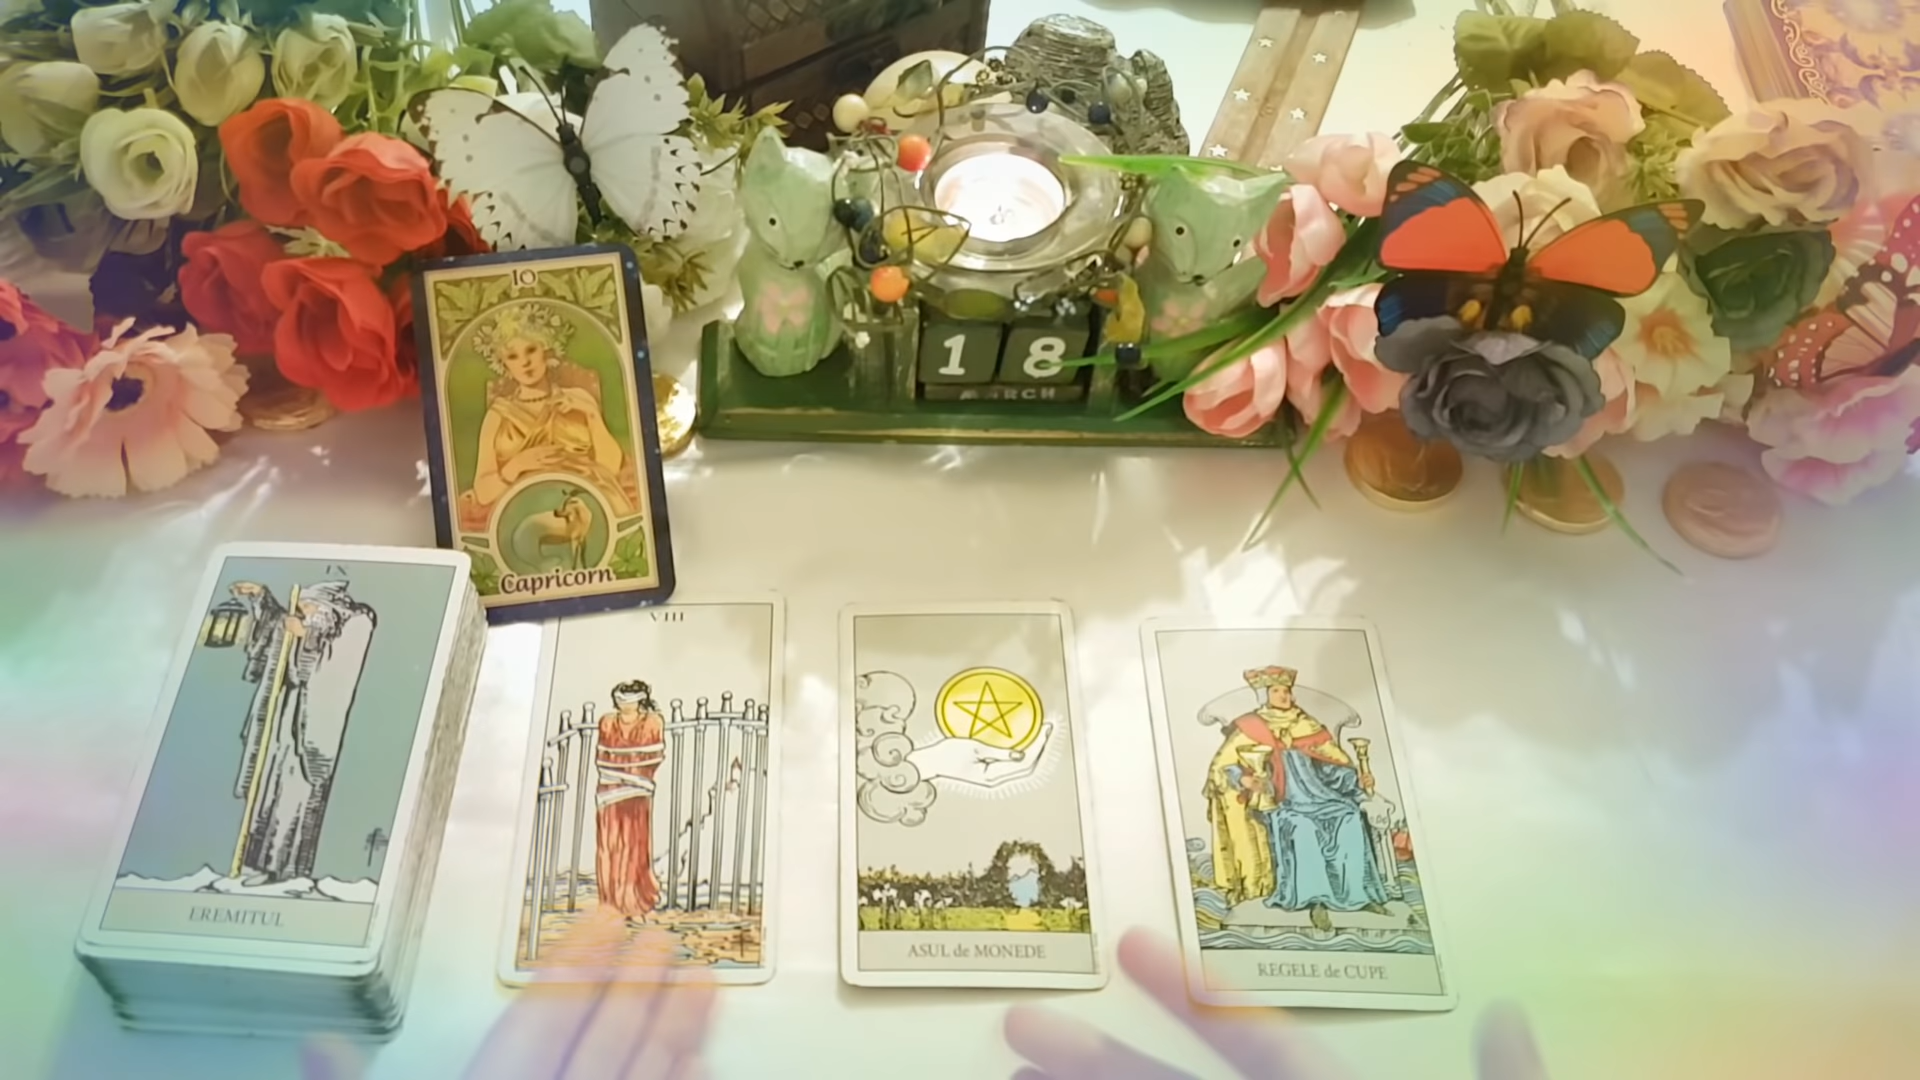 IO
Capricorn
18
MARCH
IX
EREMITUL
VIII
ASUL de MONEDE
REGELE de CUPE